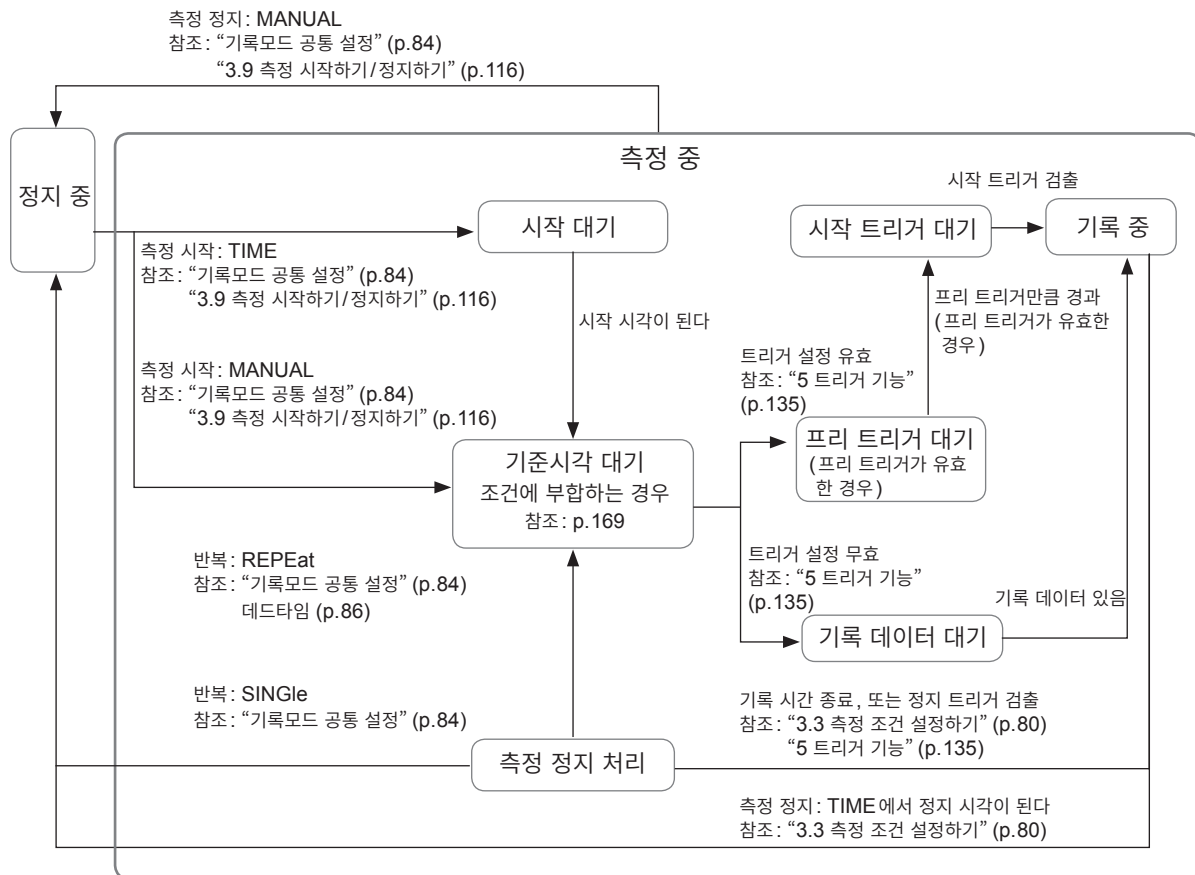 측정 정지: MANUAL
참조: “기록모드 공통 설정” (p.84)
“3.9 측정 시작하기/정지하기” (p.116)
측정 중
정지 중
시작 대기
시작 트리거 검출
시작 트리거 대기
기록 중
측정 시작: TIME
참조: “기록모드 공통 설정” (p.84)
“3.9 측정 시작하기/정지하기” (p.116)
시작 시각이 된다
프리 트리거만큼 경과
(프리 트리거가 유효한
경우)
측정 시작: MANUAL
참조: “기록모드 공통 설정” (p.84)
“3.9 측정 시작하기/정지하기” (p.116)
트리거 설정 유효
참조: “5 트리거 기능”
(p.135)
프리 트리거 대기
(프리 트리거가 유효
한 경우)
기준시각 대기
조건에 부합하는 경우
참조: p.169
트리거 설정 무효
참조: “5 트리거 기능”
(p.135)
기록 데이터 있음
기록 데이터 대기
반복: REPEat
참조: “기록모드 공통 설정” (p.84)
데드타임 (p.86)
반복: SINGle
참조: “기록모드 공통 설정” (p.84)
기록 시간 종료, 또는 정지 트리거 검출
참조: “3.3 측정 조건 설정하기” (p.80)
“5 트리거 기능” (p.135)
측정 정지 처리
측정 정지: TIME에서 정지 시각이 된다
참조: “3.3 측정 조건 설정하기” (p.80)